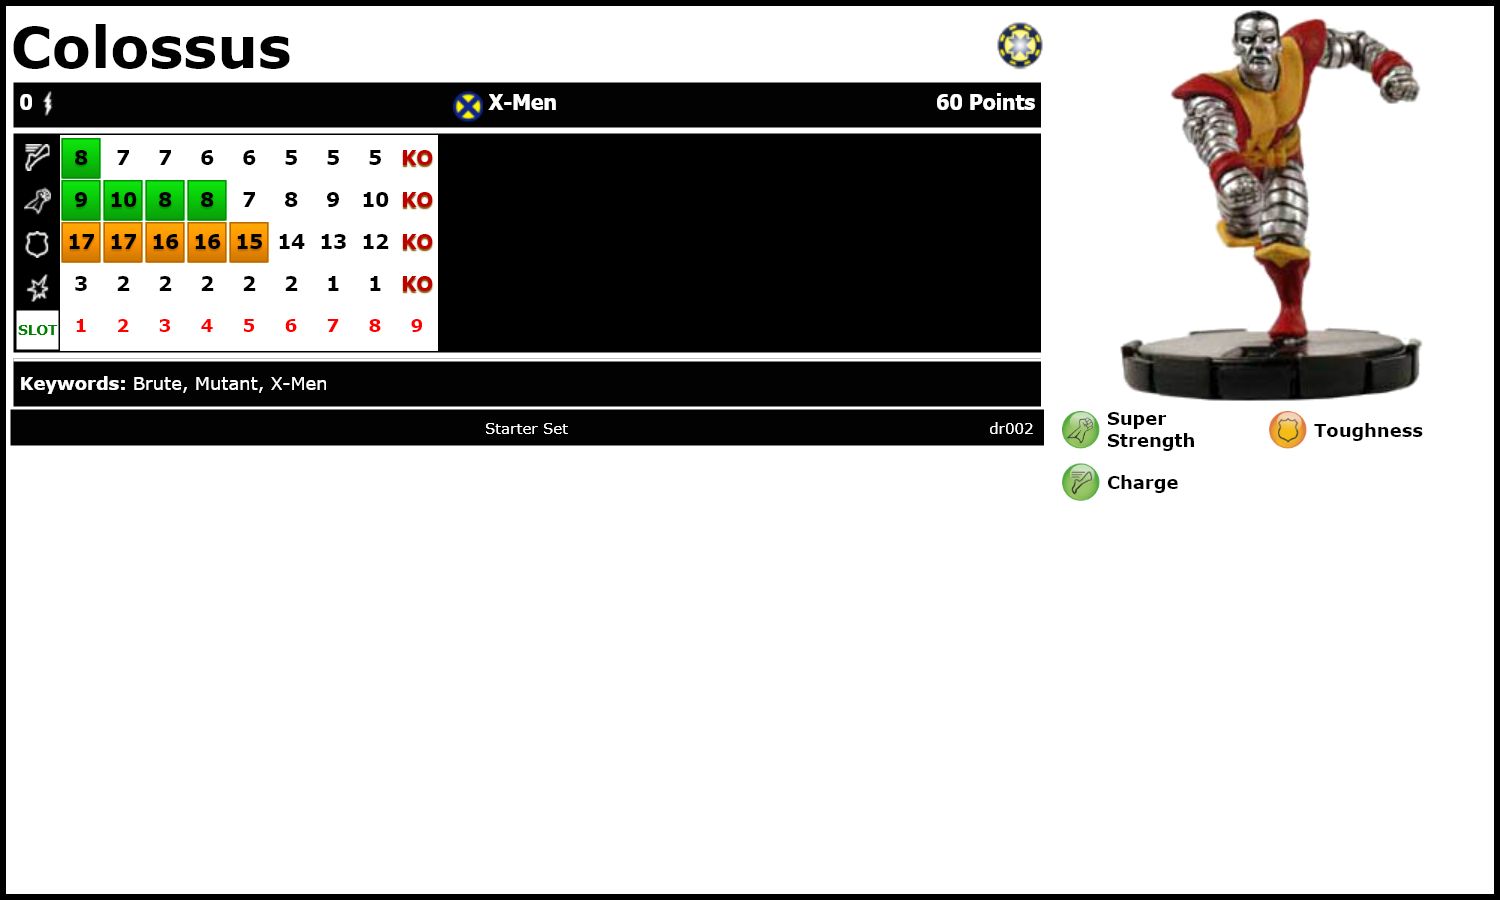 Colossus
0 X-Men 60 Points
8 7 7 6 6 5 5 5 KO
9 10 8 8 7 8 9 10 KO
17 17 16 16 15 14 13 12 KO
3 2 2 2 2 2 1 1 KO
SLOT 1 2 3 4 5 6 7 8 9
Keywords: Brute, Mutant, X-Men
Starter Set dr002
Super
Strength
Toughness
Charge